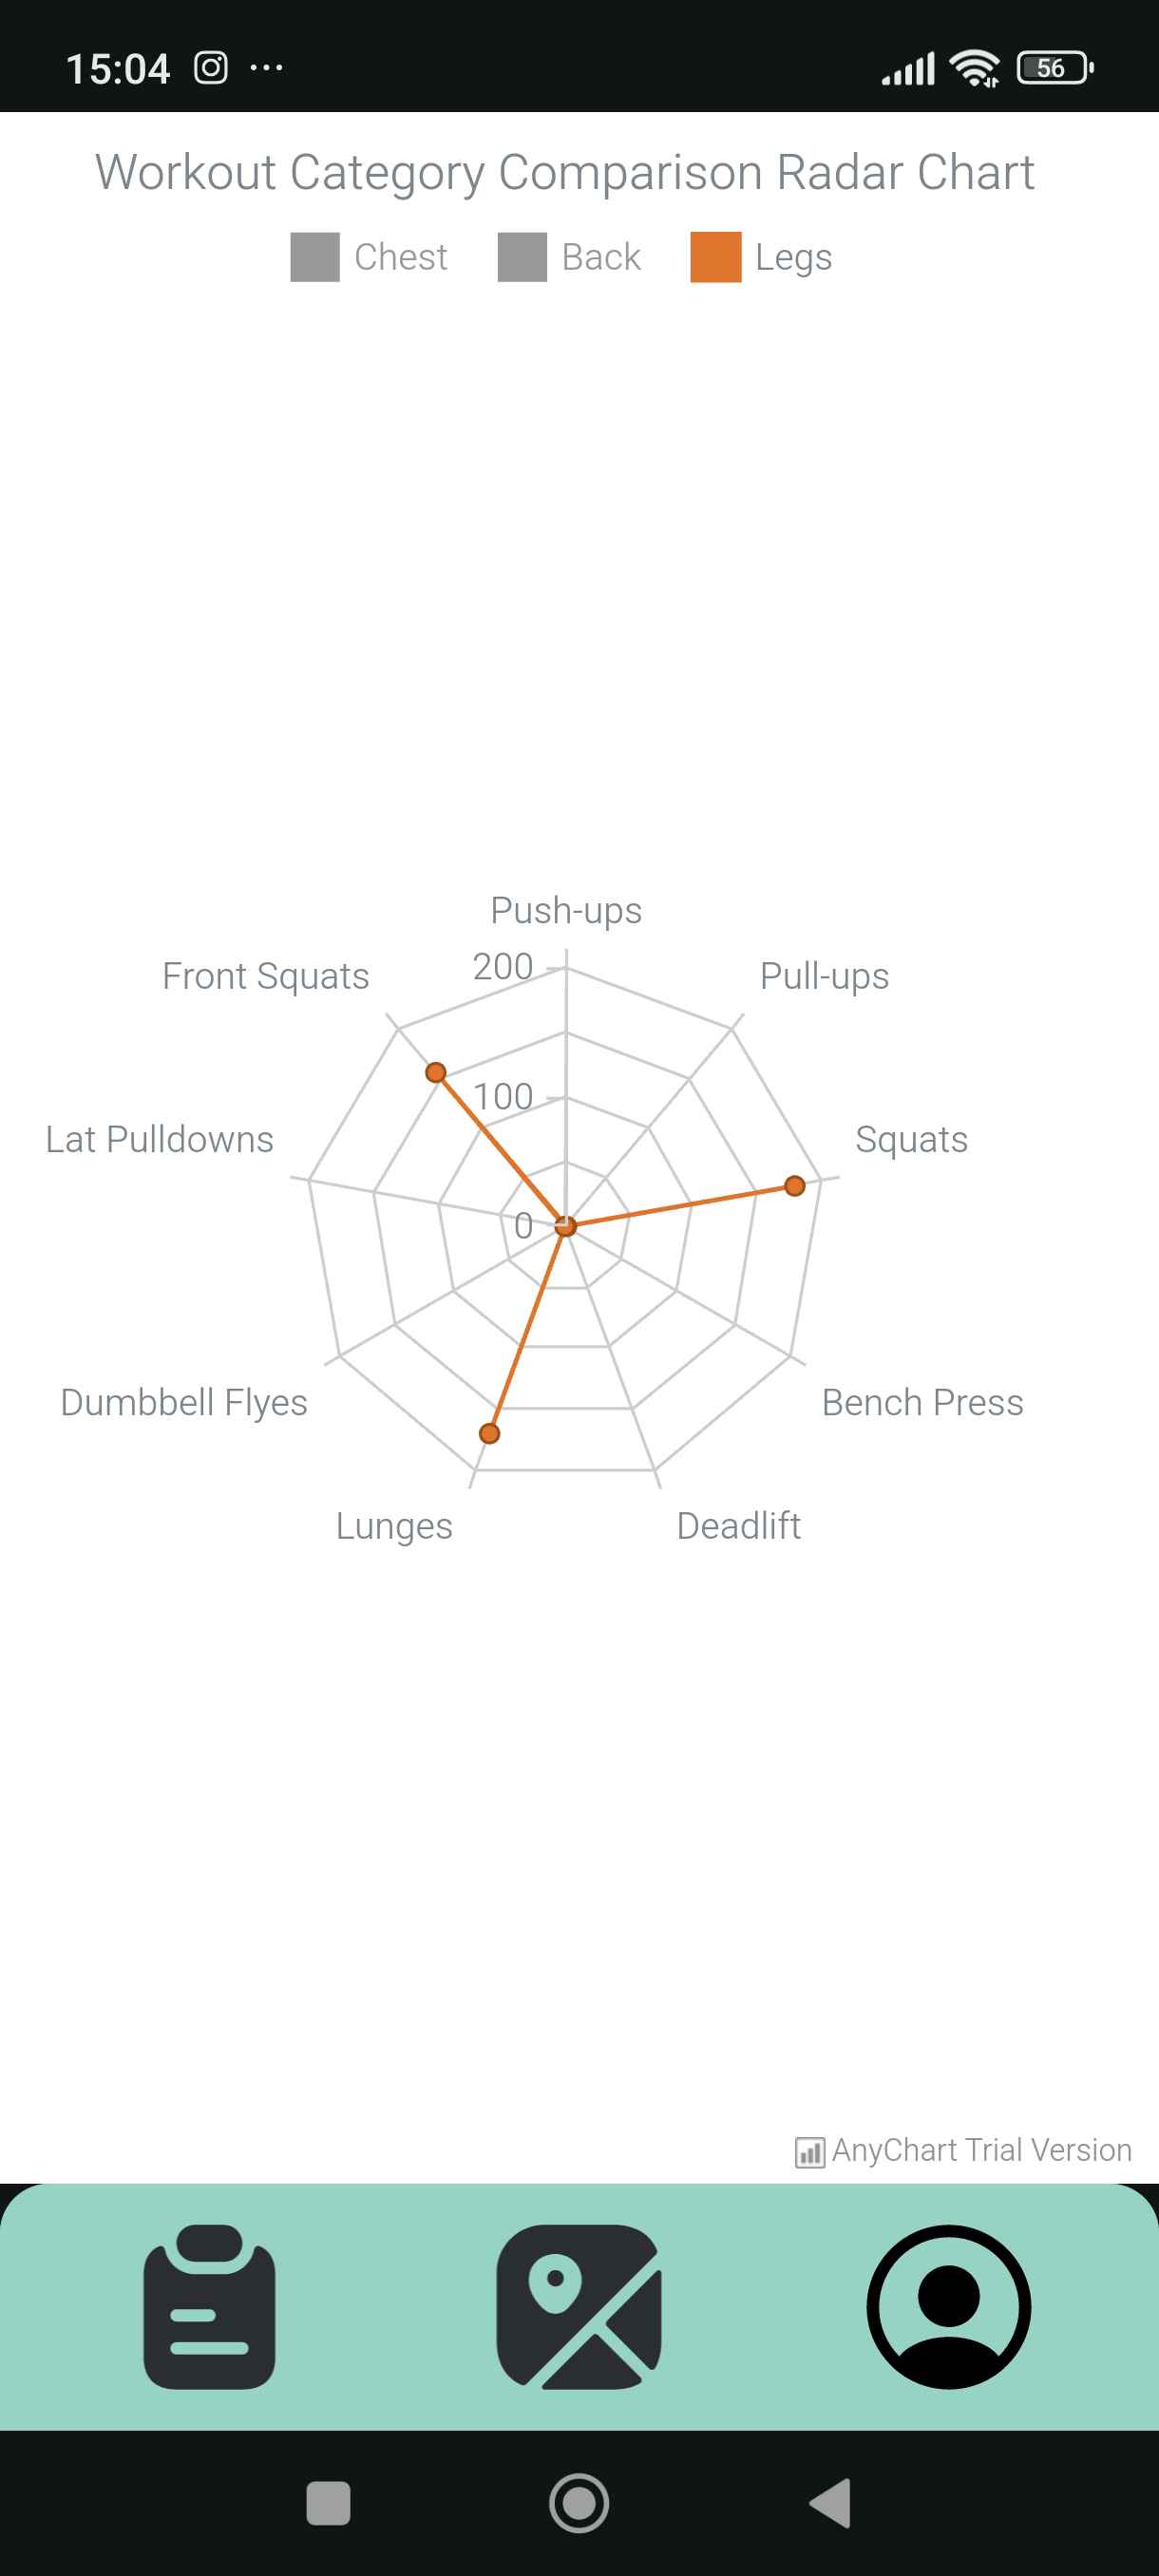 15:04 ... 56
Workout Category Comparison Radar Chart
Chest Back Legs
Push-ups
Front Squats 200 Pull-ups
100
Lat Pulldowns Squats
0
Dumbbell Flyes Bench Press
Lunges Deadlift
AnyChart Trial Version